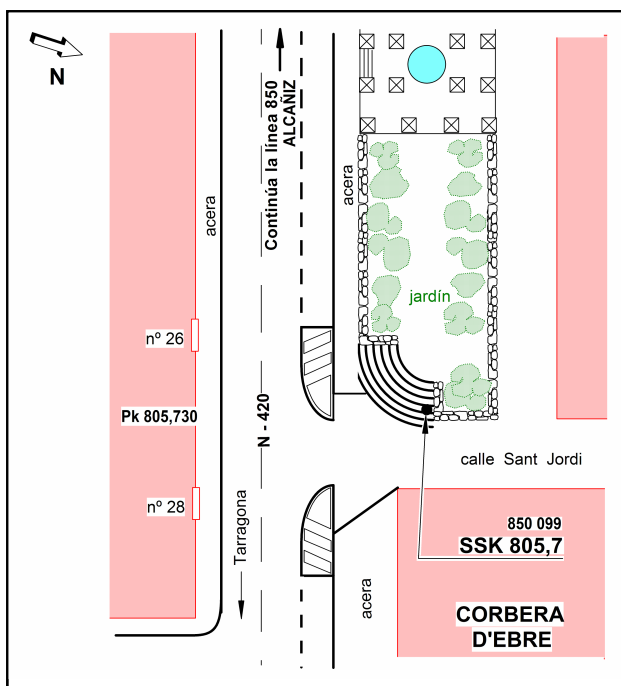 N
Continúa la línea 850
ALCAÑIZ
acera
acera
jardín
nº 26
Pk 805,730
N - 420
nº 28
Tarragona
calle Sant Jordi
850 099
SSK 805,7
acera
CORBERA
D'EBRE